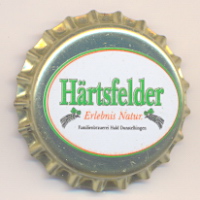 Härtsfelder
Erlebnis Natur
Familienbrauerei Hald Dunstelkingen